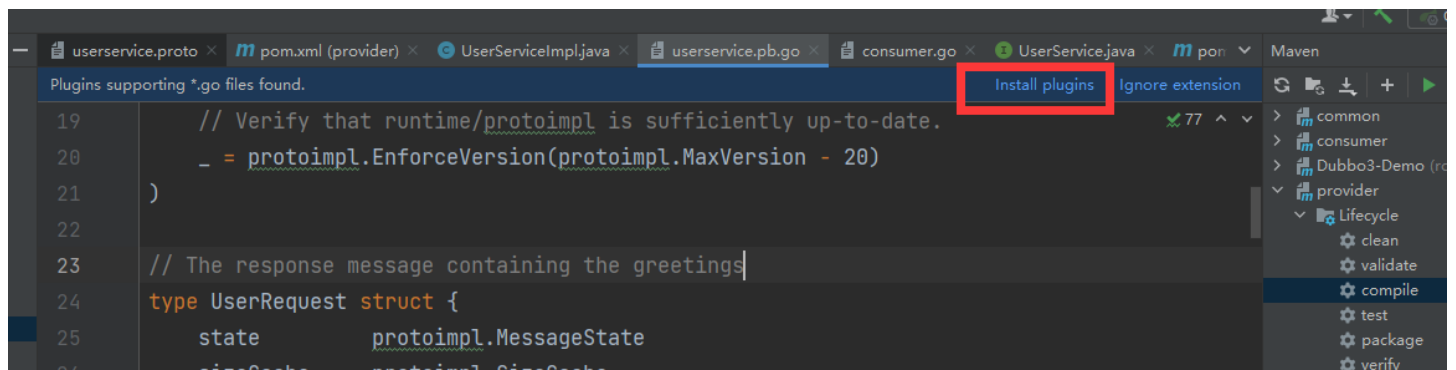 userservice.proto pom.xml (provider) UserServiceImpl.java userservice.pb.go consumer.go UserService.java Maven
Plugins supporting *.go files found. Install plugins Ignore extension
19 // Verify that runtime/protoimpl is sufficiently up-to-date. 77
20 _ = protoimpl.EnforceVersion(protoimpl.MaxVersion - 20)
21 )
22
23 // The response message containing the greetings
24 type UserRequest struct {
25 state protoimpl.MessageState
common
consumer
Dubbo3-Demo
provider
Lifecycle
clean
validate
compile
test
package
verify